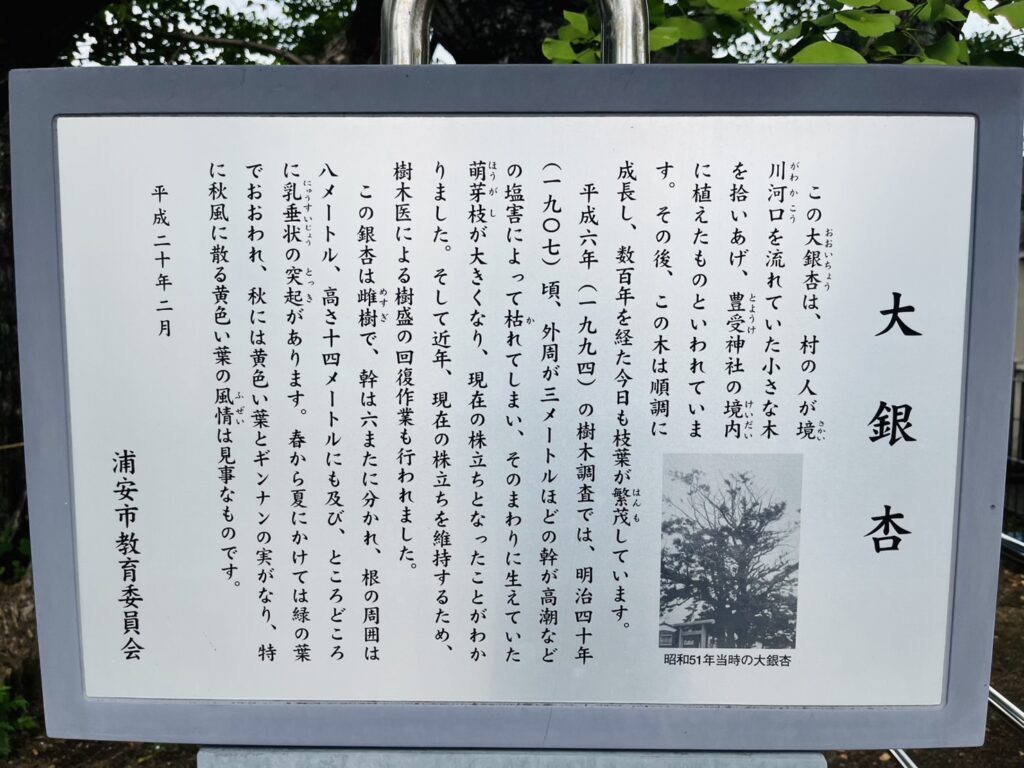 大銀杏
この大銀杏は、村の人が境
川河口を流れていた小さな木
を拾いあげ、豊受神社の境内
に植えたものといわれていま
す。その後、この木は順調に
成長し、数百年を経た今日も枝葉が繁茂しています。
平成六年（一九九四）の樹木調査では、明治四十年
（一九〇七）頃、外周が三メートルほどの幹が高潮など
の塩害によって枯れてしまい、そのまわりに生えていた
萌芽枝が大きくなり、現在の株立ちとなったことがわか
りました。そして近年、現在の株立ちを維持するため、
樹木医による樹盛の回復作業も行われました。
この銀杏は雌樹で、幹は六またに分かれ、根の周囲は
八メートル、高さ十四メートルにも及び、ところどころ
に乳垂状の突起があります。春から夏にかけては緑の葉
でおおわれ、秋には黄色い葉とギンナンの実がなり、特
に秋風に散る黄色い葉の風情は見事なものです。
平成二十年二月
浦安市教育委員会
昭和51年当時の大銀杏